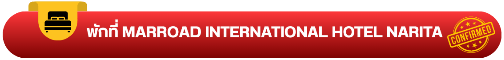 พักที่ MARROAD INTERNATIONAL HOTEL NARITA
CONFIRMED